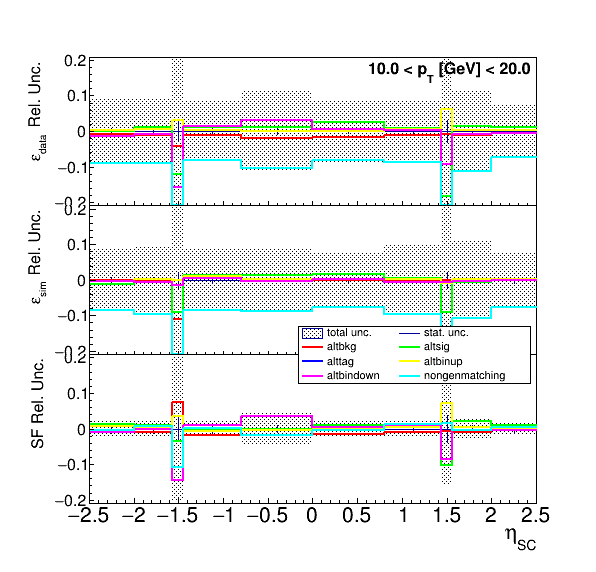 10.0 < p_T [GeV] < 20.0
ε_data Rel. Unc.
0.2
0.1
0
−0.1
−0.2
ε_sim Rel. Unc.
0.2
0.1
0
−0.1
−0.2
total unc.
stat. unc.
altbkg
altsig
alttag
altbinup
altbindown
nongenmatching
SF Rel. Unc.
0.2
0.1
0
−0.1
−0.2
−2.5 −2 −1.5 −1 −0.5 0 0.5 1 1.5 2 2.5
η_SC